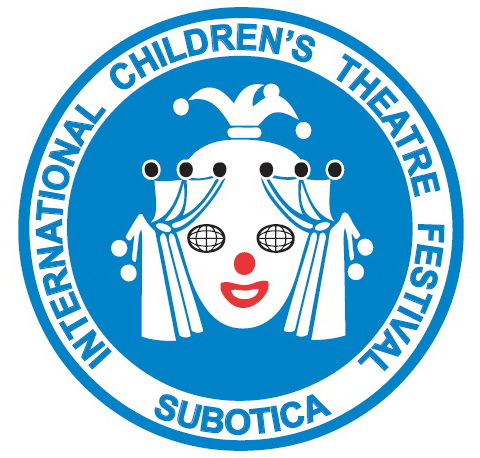 INTERNATIONAL CHILDREN'S THEATRE FESTIVAL
SUBOTICA